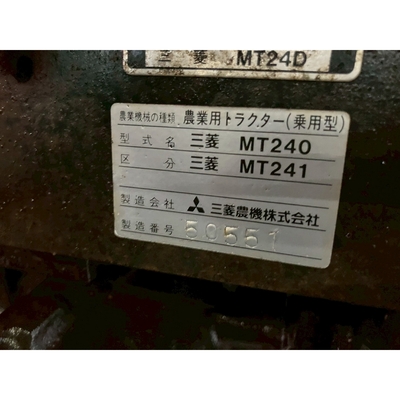 三菱 MT24D
農業機械の種類 農業用トラクター(乗用型)
型式名 三菱 MT240
区分 三菱 MT241
製造会社 三菱農機株式会社
製造番号 50551